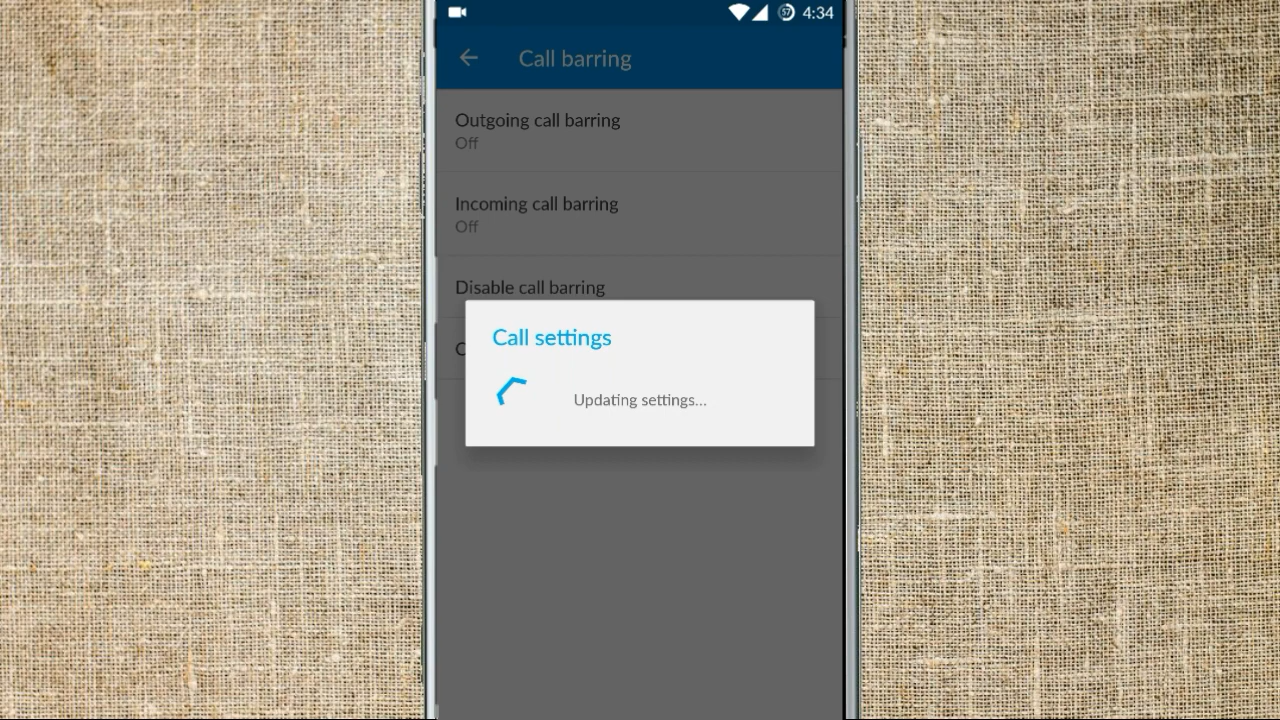 57 4:34
Call barring
Outgoing call barring
Off
Incoming call barring
Off
Disable call barring
C
Call settings
Updating settings...